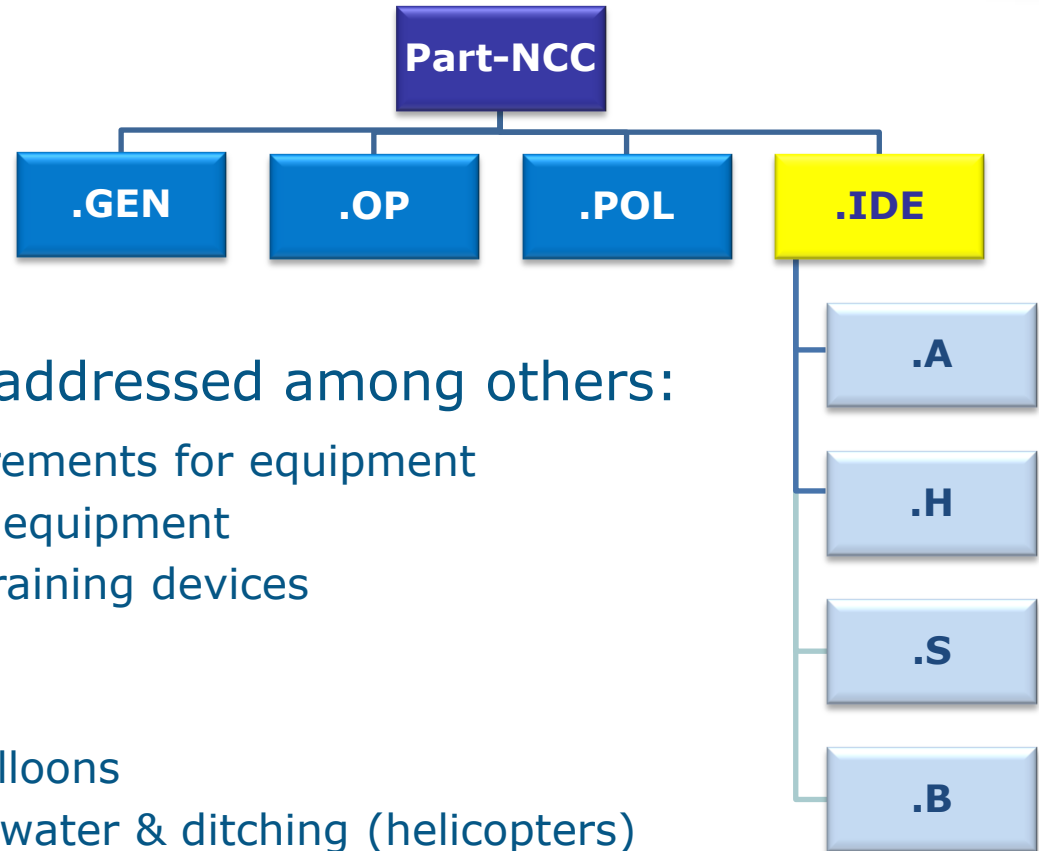 Part-NCC
.GEN
.OP
.POL
.IDE
.A
.H
.S
.B
addressed among others:
rements for equipment
equipment
raining devices
lloons
water & ditching (helicopters)